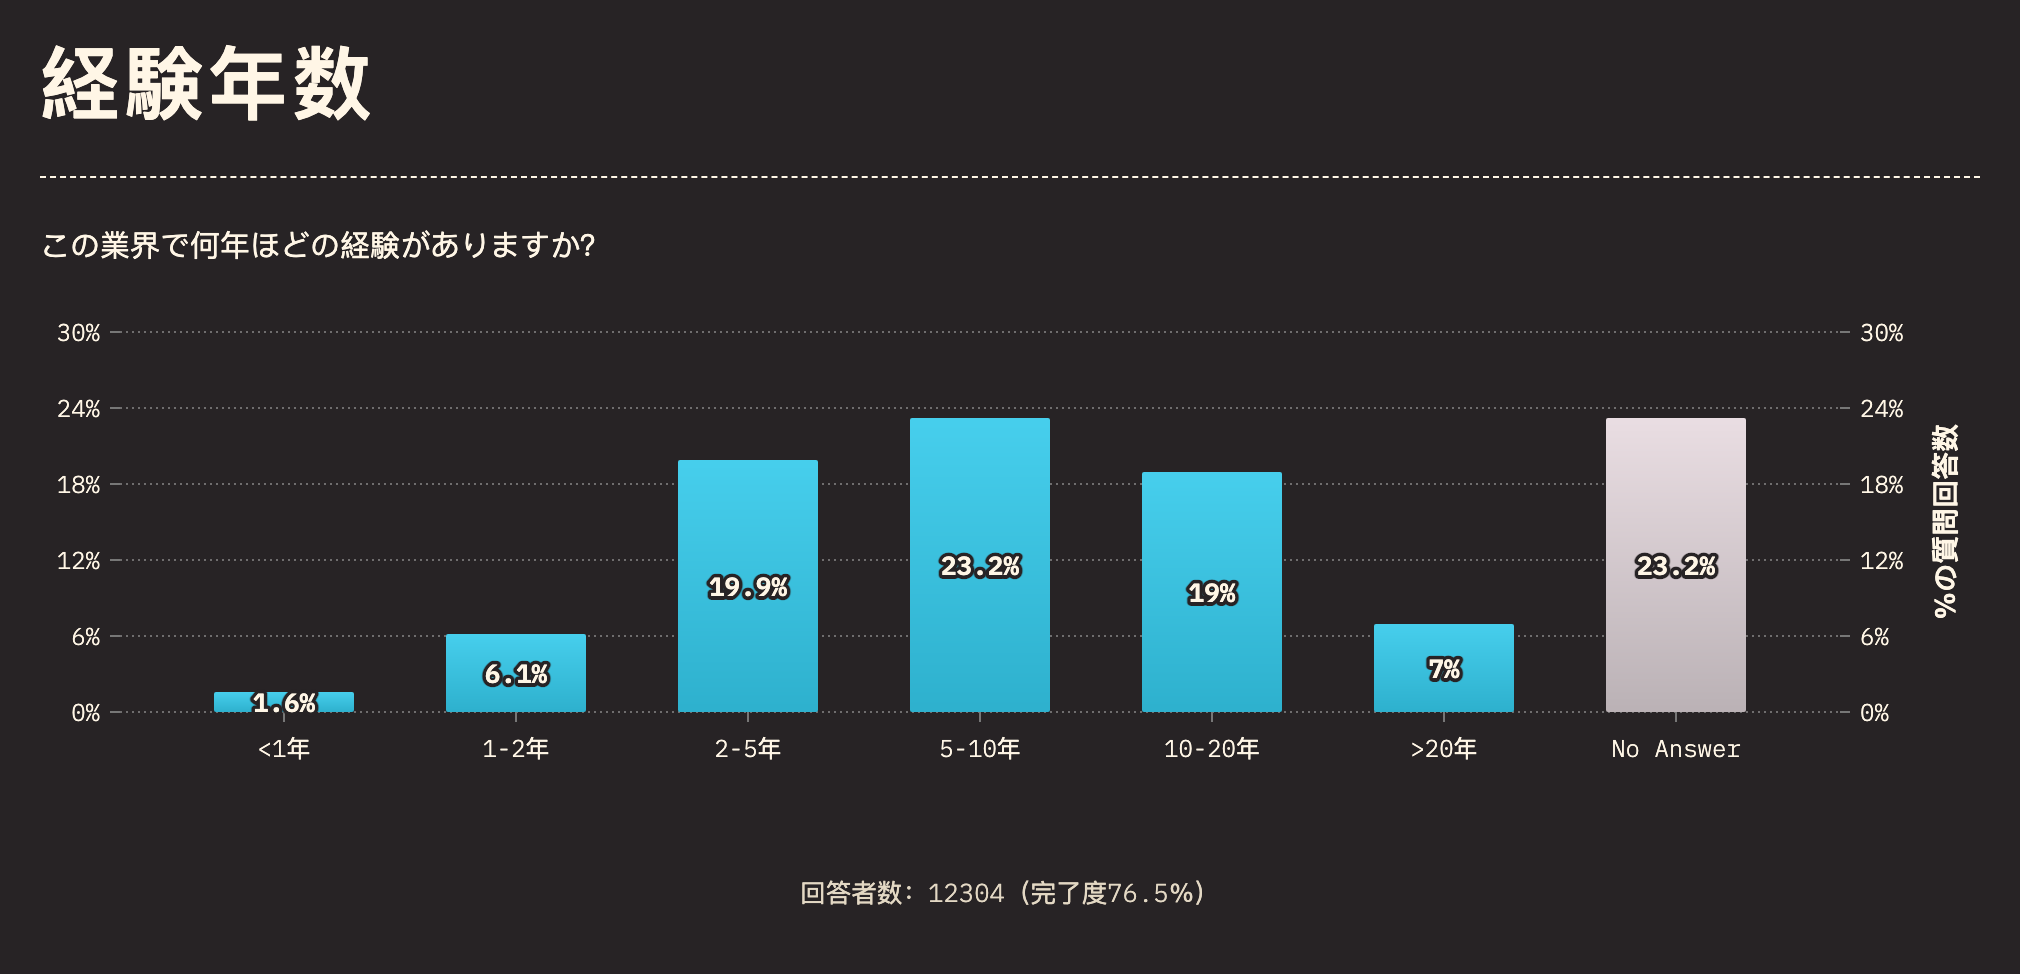 経験年数
この業界で何年ほどの経験がありますか?
30% 30%
24% 24%
18% 18%
12% 12%
6% 6%
0% 0%
1.6% 6.1% 19.9% 23.2% 19% 7% 23.2%
<1年 1-2年 2-5年 5-10年 10-20年 >20年 No Answer
%の質問回答数
回答者数: 12304 (完了度76.5%)